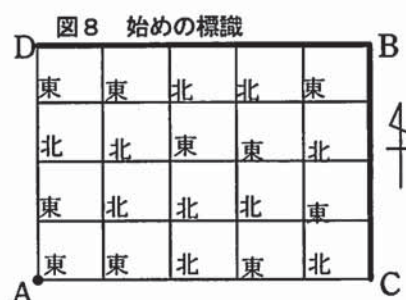 図8 始めの標識
D B
東 東 北 北 東
北 北 東 東 北
東 北 北 北 東
東 東 北 東 北
A C